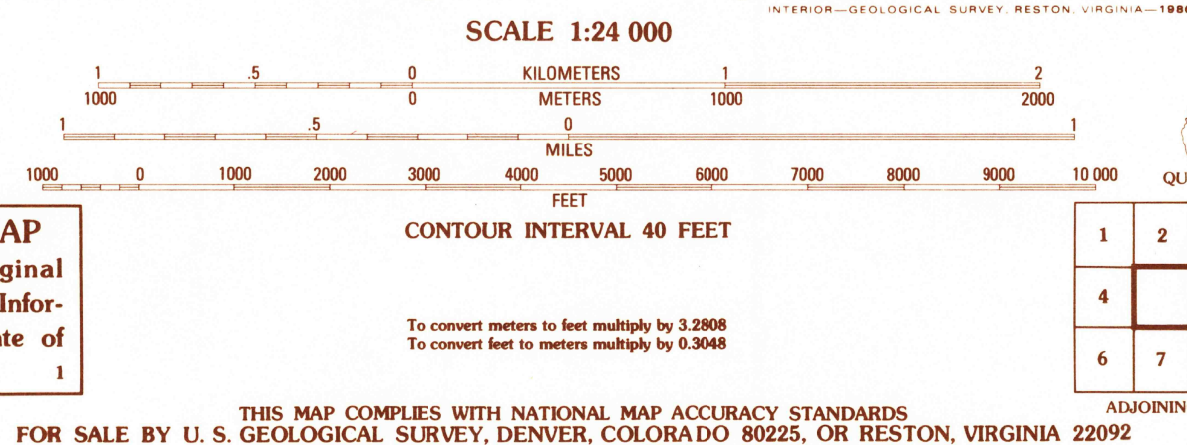 INTERIOR—GEOLOGICAL SURVEY, RESTON, VIRGINIA—1980
SCALE 1:24 000
1 .5 0 KILOMETERS 1 2
1000 0 METERS 1000 2000
1 .5 0 1
MILES
1000 0 1000 2000 3000 4000 5000 6000 7000 8000 9000 10 000
FEET
QU
CONTOUR INTERVAL 40 FEET
AP
ginal
Infor-
te of
1
To convert meters to feet multiply by 3.2808
To convert feet to meters multiply by 0.3048
1 2
4
6 7
ADJOININ
THIS MAP COMPLIES WITH NATIONAL MAP ACCURACY STANDARDS
FOR SALE BY U. S. GEOLOGICAL SURVEY, DENVER, COLORADO 80225, OR RESTON, VIRGINIA 22092